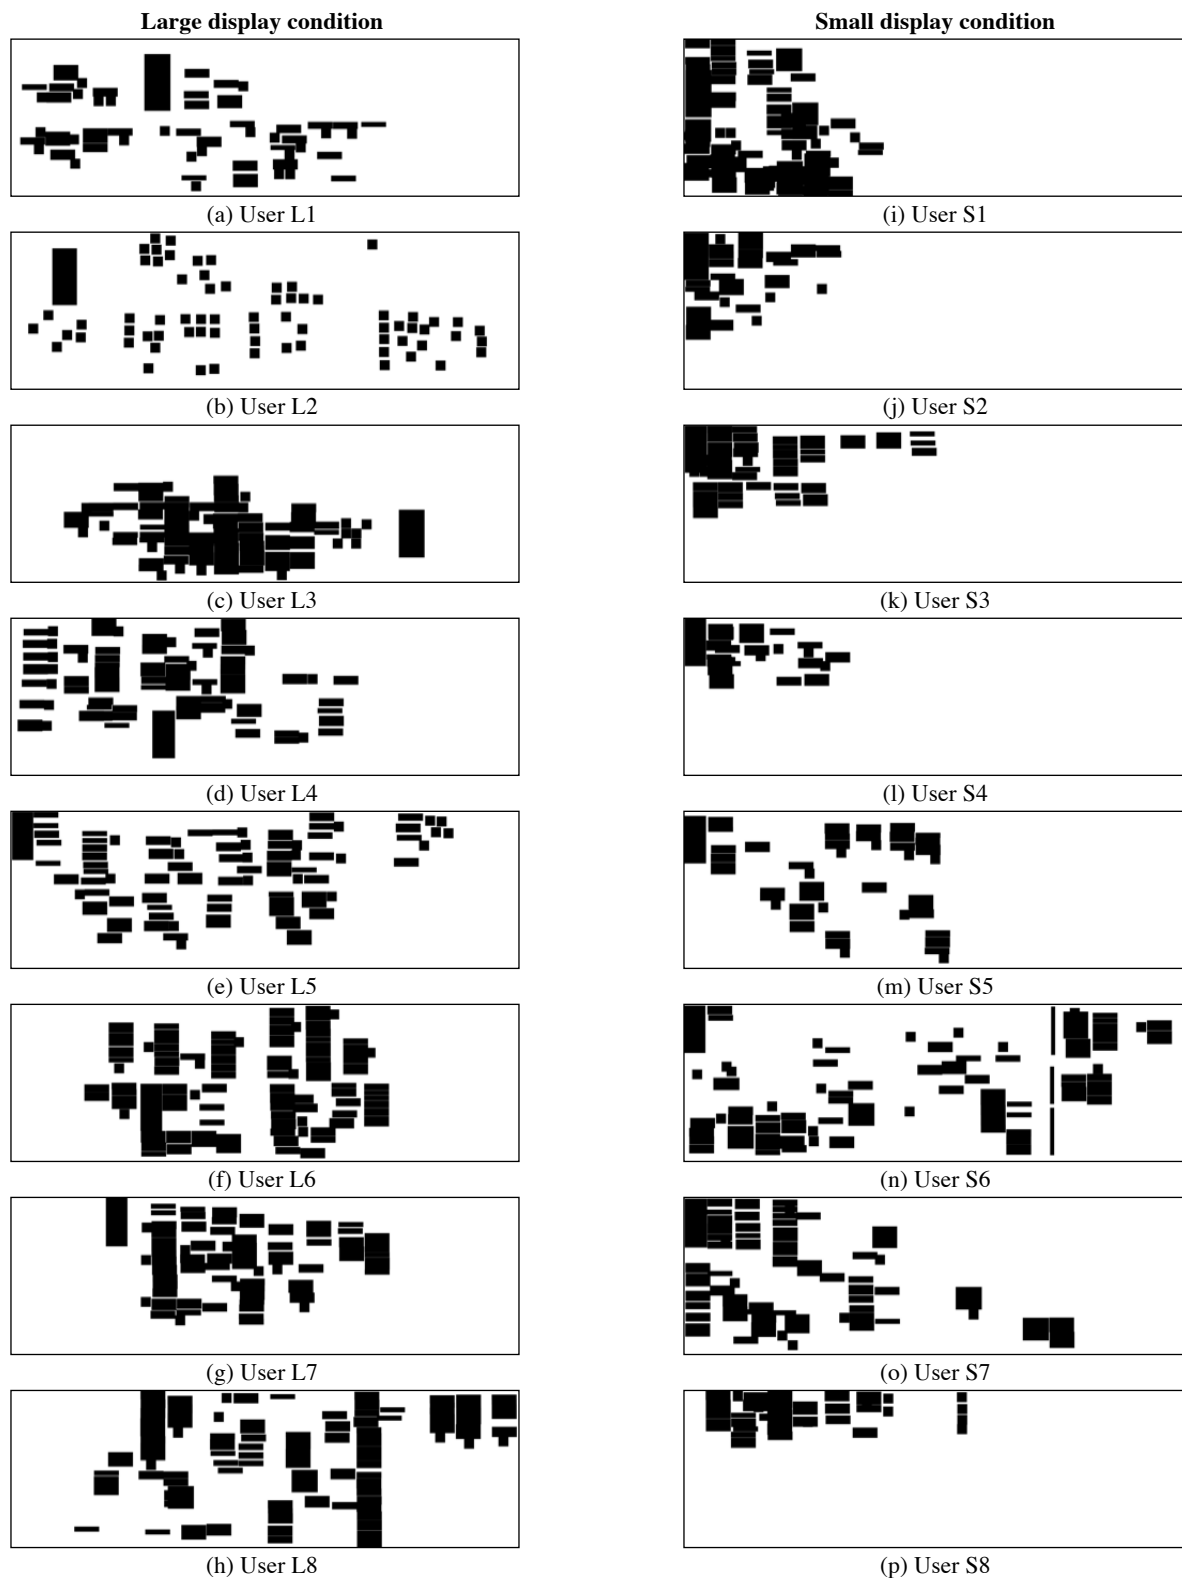 Large display condition
Small display condition
(a) User L1
(i) User S1
(b) User L2
(j) User S2
(c) User L3
(k) User S3
(d) User L4
(l) User S4
(e) User L5
(m) User S5
(f) User L6
(n) User S6
(g) User L7
(o) User S7
(h) User L8
(p) User S8